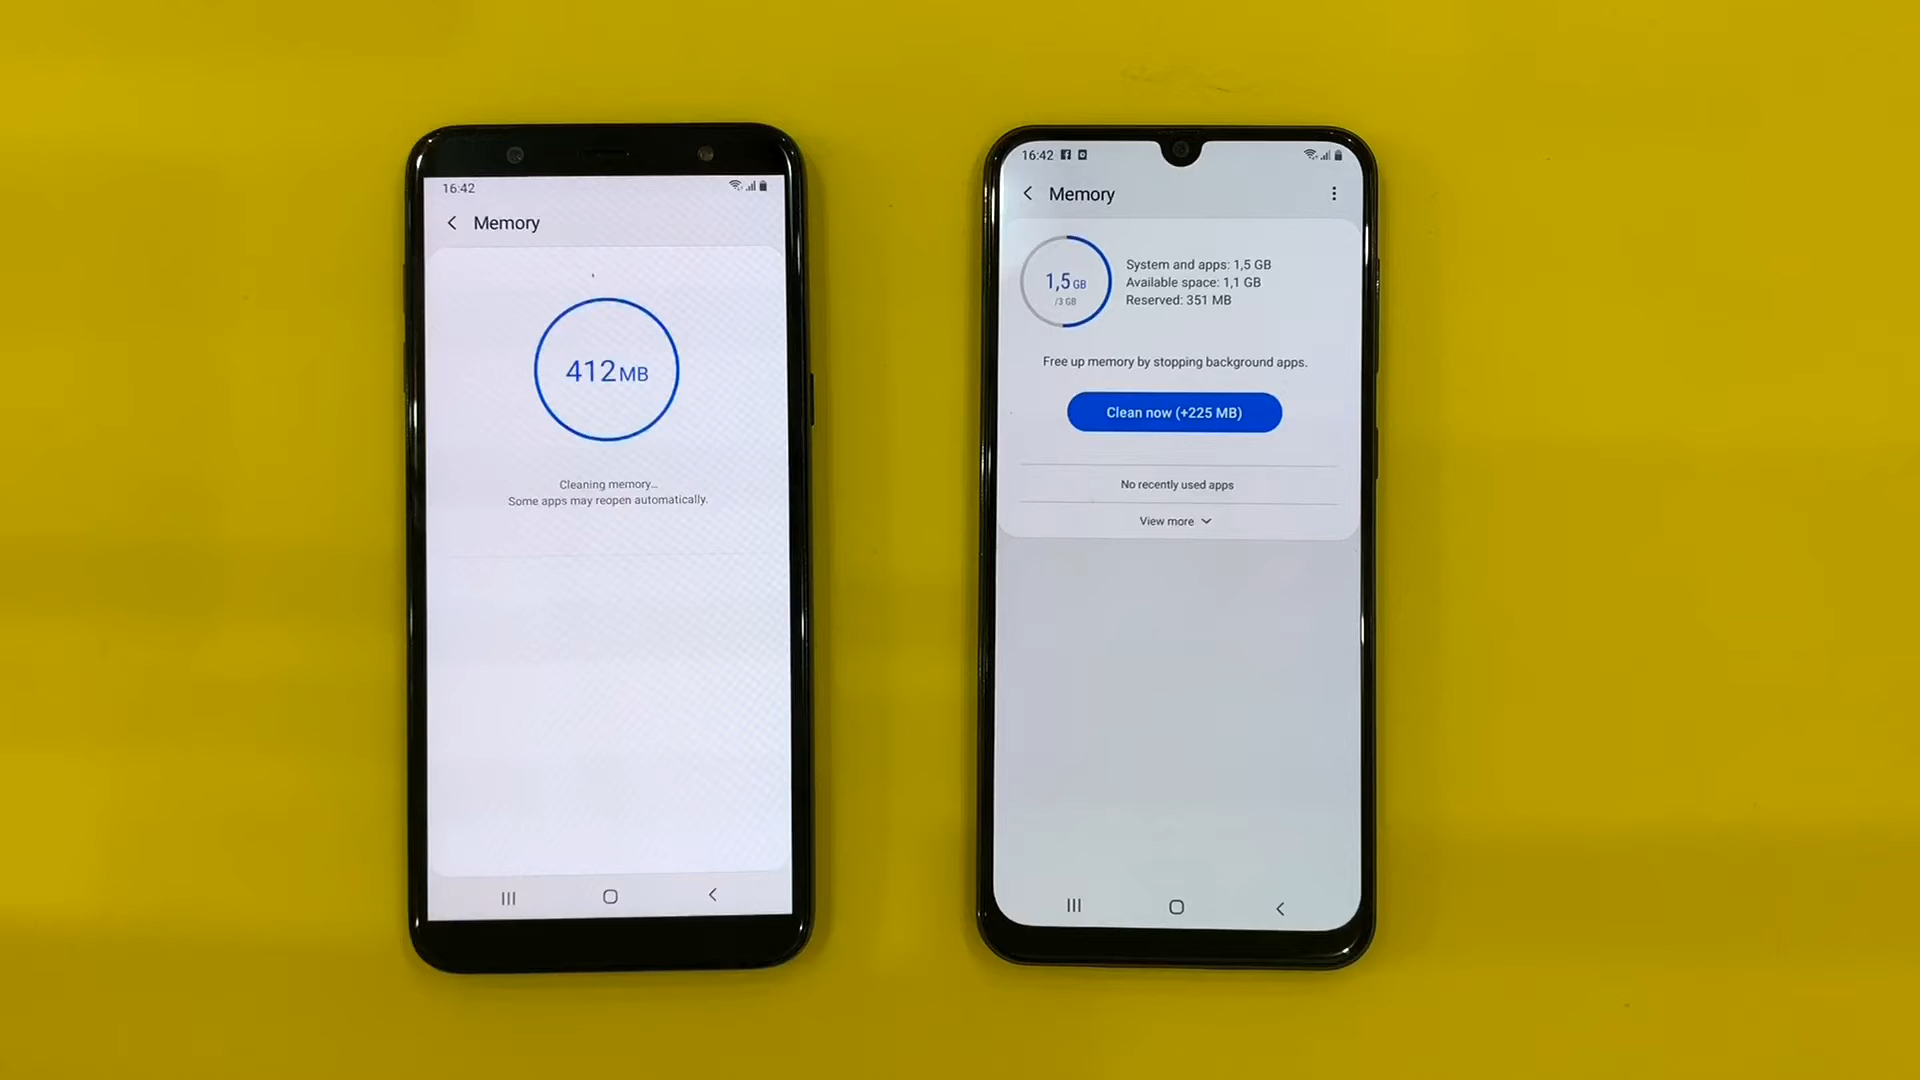 16:42
Memory
412MB
Cleaning memory...
Some apps may reopen automatically.
16:42
Memory
1,5 GB
/3 GB
System and apps: 1,5 GB
Available space: 1,1 GB
Reserved: 351 MB
Free up memory by stopping background apps.
Clean now (+225 MB)
No recently used apps
View more